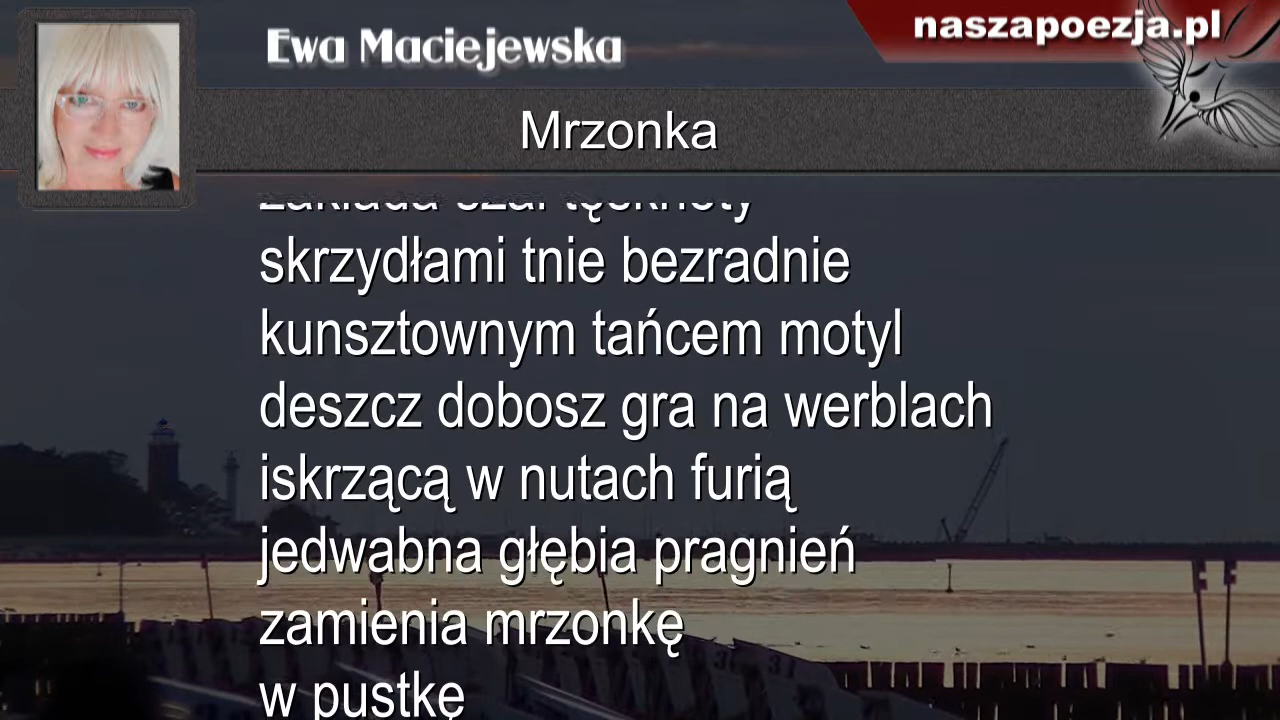 naszapoezja.pl
Ewa Maciejewska
Mrzonka
skrzydłami tnie bezradnie
kunsztownym tańcem motyl
deszcz dobosz gra na werblach
iskrzącą w nutach furią
jedwabna głębia pragnień
zamienia mrzonkę
w pustkę